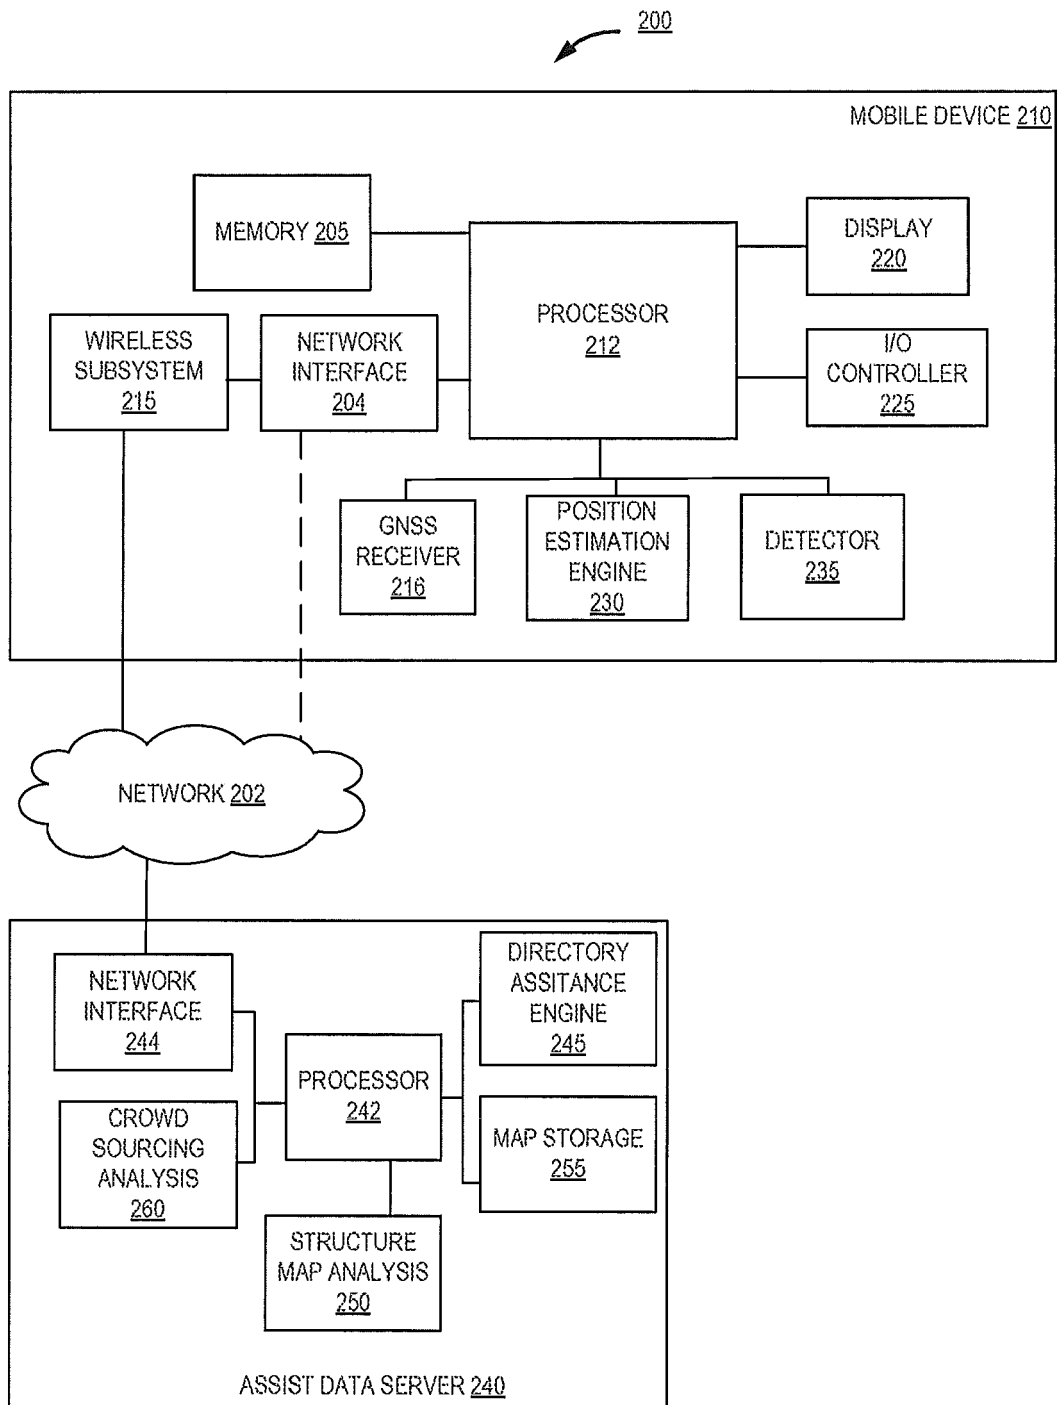 200
MOBILE DEVICE 210
MEMORY 205
DISPLAY
220
PROCESSOR
212
WIRELESS
SUBSYSTEM
215
NETWORK
INTERFACE
204
I/O
CONTROLLER
225
GNSS
RECEIVER
216
POSITION
ESTIMATION
ENGINE
230
DETECTOR
235
NETWORK 202
NETWORK
INTERFACE
244
DIRECTORY
ASSITANCE
ENGINE
245
PROCESSOR
242
CROWD
SOURCING
ANALYSIS
260
MAP STORAGE
255
STRUCTURE
MAP ANALYSIS
250
ASSIST DATA SERVER 240